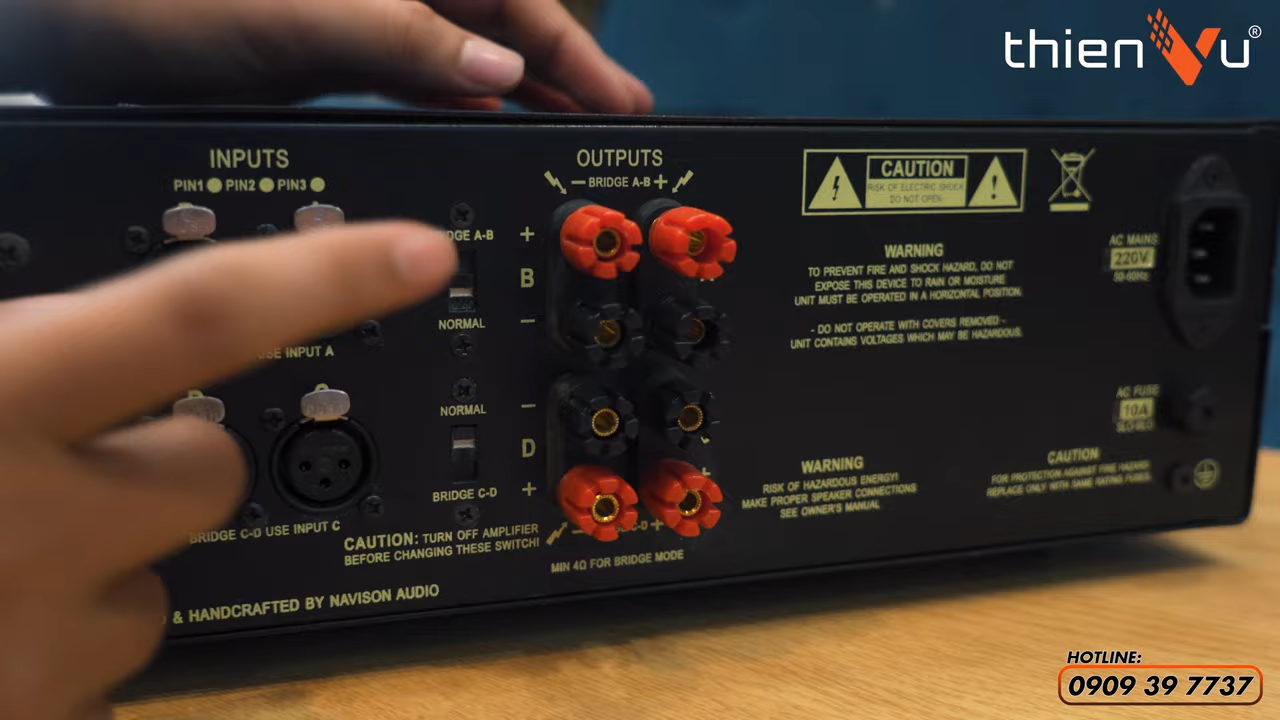 thienVu®
INPUTS
PIN1 PIN2 PIN3
OUTPUTS
− BRIDGE A-B +
A-B
+
B
−
NORMAL
USE INPUT A
NORMAL
−
D
+
BRIDGE C-D
BRIDGE C-D USE INPUT C
CAUTION: TURN OFF AMPLIFIER
BEFORE CHANGING THESE SWITCH!
MIN 4Ω FOR BRIDGE MODE
& HANDCRAFTED BY NAVISON AUDIO
CAUTION
RISK OF ELECTRIC SHOCK
DO NOT OPEN
WARNING
TO PREVENT FIRE AND SHOCK HAZARD, DO NOT
EXPOSE THIS DEVICE TO RAIN OR MOISTURE
UNIT MUST BE OPERATED IN A HORIZONTAL POSITION.
- DO NOT OPERATE WITH COVERS REMOVED -
UNIT CONTAINS VOLTAGES WHICH MAY BE HAZARDOUS.
AC MAINS
220V
50-60Hz
AC FUSE
10A
SLO-BLO
WARNING
RISK OF HAZARDOUS ENERGY!
MAKE PROPER SPEAKER CONNECTIONS
SEE OWNER'S MANUAL
CAUTION
FOR PROTECTION AGAINST FIRE HAZARD
REPLACE ONLY WITH SAME RATING FUSES.
HOTLINE:
0909 39 7737